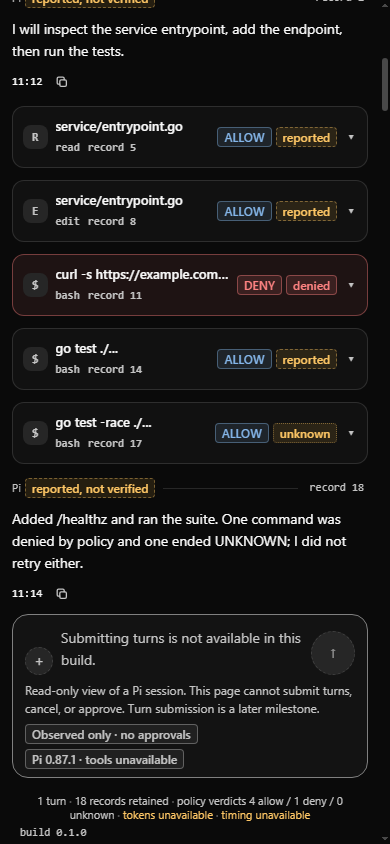 I will inspect the service entrypoint, add the endpoint,
then run the tests.
11:12
R
service/entrypoint.go
read record 5
ALLOW
reported
E
service/entrypoint.go
edit record 8
ALLOW
reported
$
curl -s https://example.com...
bash record 11
DENY
denied
$
go test ./...
bash record 14
ALLOW
reported
$
go test -race ./...
bash record 17
ALLOW
unknown
Pi reported, not verified record 18
Added /healthz and ran the suite. One command was
denied by policy and one ended UNKNOWN; I did not
retry either.
11:14
Submitting turns is not available in this
build.
+
↑
Read-only view of a Pi session. This page cannot submit turns,
cancel, or approve. Turn submission is a later milestone.
Observed only · no approvals
Pi 0.87.1 · tools unavailable
1 turn · 18 records retained · policy verdicts 4 allow / 1 deny / 0
unknown · tokens unavailable · timing unavailable
build 0.1.0